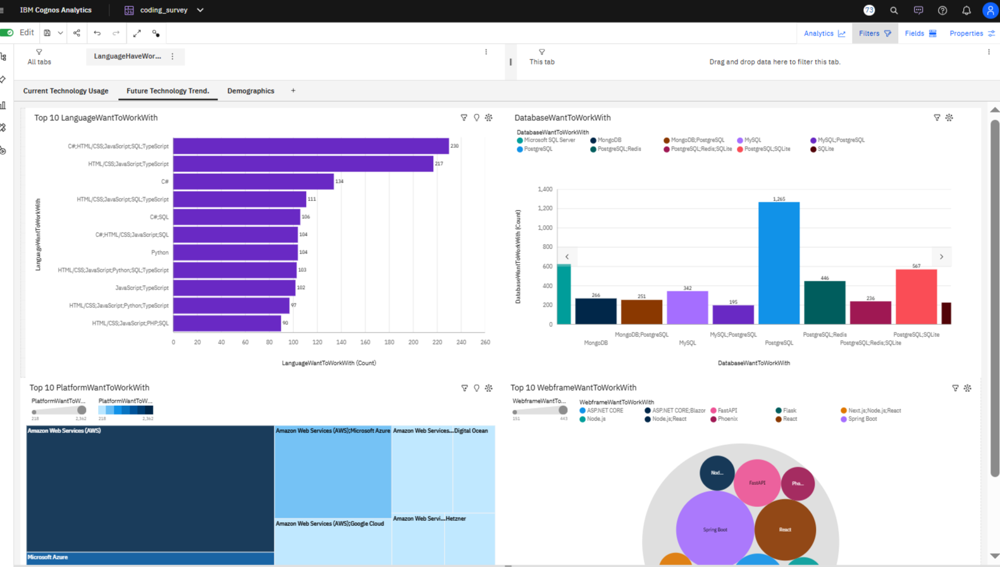 IBM Cognos Analytics
coding_survey
73
Edit
Analytics
Filters
Fields
Properties
All tabs
LanguageHaveWor...
This tab
Drag and drop data here to filter this tab.
Current Technology Usage
Future Technology Trend.
Demographics
+
Top 10 LanguageWantToWorkWith
LanguageWantToWorkWith
C#;HTML/CSS;JavaScript;SQL;TypeScript 230
HTML/CSS;JavaScript;TypeScript 217
C# 134
HTML/CSS;JavaScript;SQL;TypeScript 111
C#;SQL 106
C#;HTML/CSS;JavaScript;SQL 104
Python 104
HTML/CSS;JavaScript;Python;SQL;TypeScript 103
JavaScript;TypeScript 102
HTML/CSS;JavaScript;Python;TypeScript 97
HTML/CSS;JavaScript;PHP;SQL 90
0 20 40 60 80 100 120 140 160 180 200 220 240 260
LanguageWantToWorkWith (Count)
DatabaseWantToWorkWith
DatabaseWantToWorkWith
Microsoft SQL Server MongoDB MongoDB;PostgreSQL MySQL MySQL;PostgreSQL
PostgreSQL PostgreSQL;Redis PostgreSQL;Redis;SQLite PostgreSQL;SQLite SQLite
DatabaseWantToWorkWith (Count)
1,400
1,200
1,000
800
600
400
200
0
266 251 342 195 1,265 446 236 567
MongoDB;PostgreSQL MySQL;PostgreSQL PostgreSQL;Redis PostgreSQL;SQLite
MongoDB MySQL PostgreSQL PostgreSQL;Redis;SQLite
DatabaseWantToWorkWith
Top 10 PlatformWantToWorkWith
PlatformWantToW... PlatformWantToW...
218 2,362 218 2,362
Amazon Web Services (AWS)
Amazon Web Services (AWS);Microsoft Azure
Amazon Web Services...
Digital Ocean
Amazon Web Services (AWS);Google Cloud
Amazon Web Servi...
Hetzner
Microsoft Azure
Top 10 WebframeWantToWorkWith
WebframeWantTo...
151 443
WebframeWantToWorkWith
ASP.NET CORE ASP.NET CORE;Blazor FastAPI Flask Next.js;Node.js;React
Node.js Node.js;React Phoenix React Spring Boot
Nod...
FastAPI
Pho...
Spring Boot
React